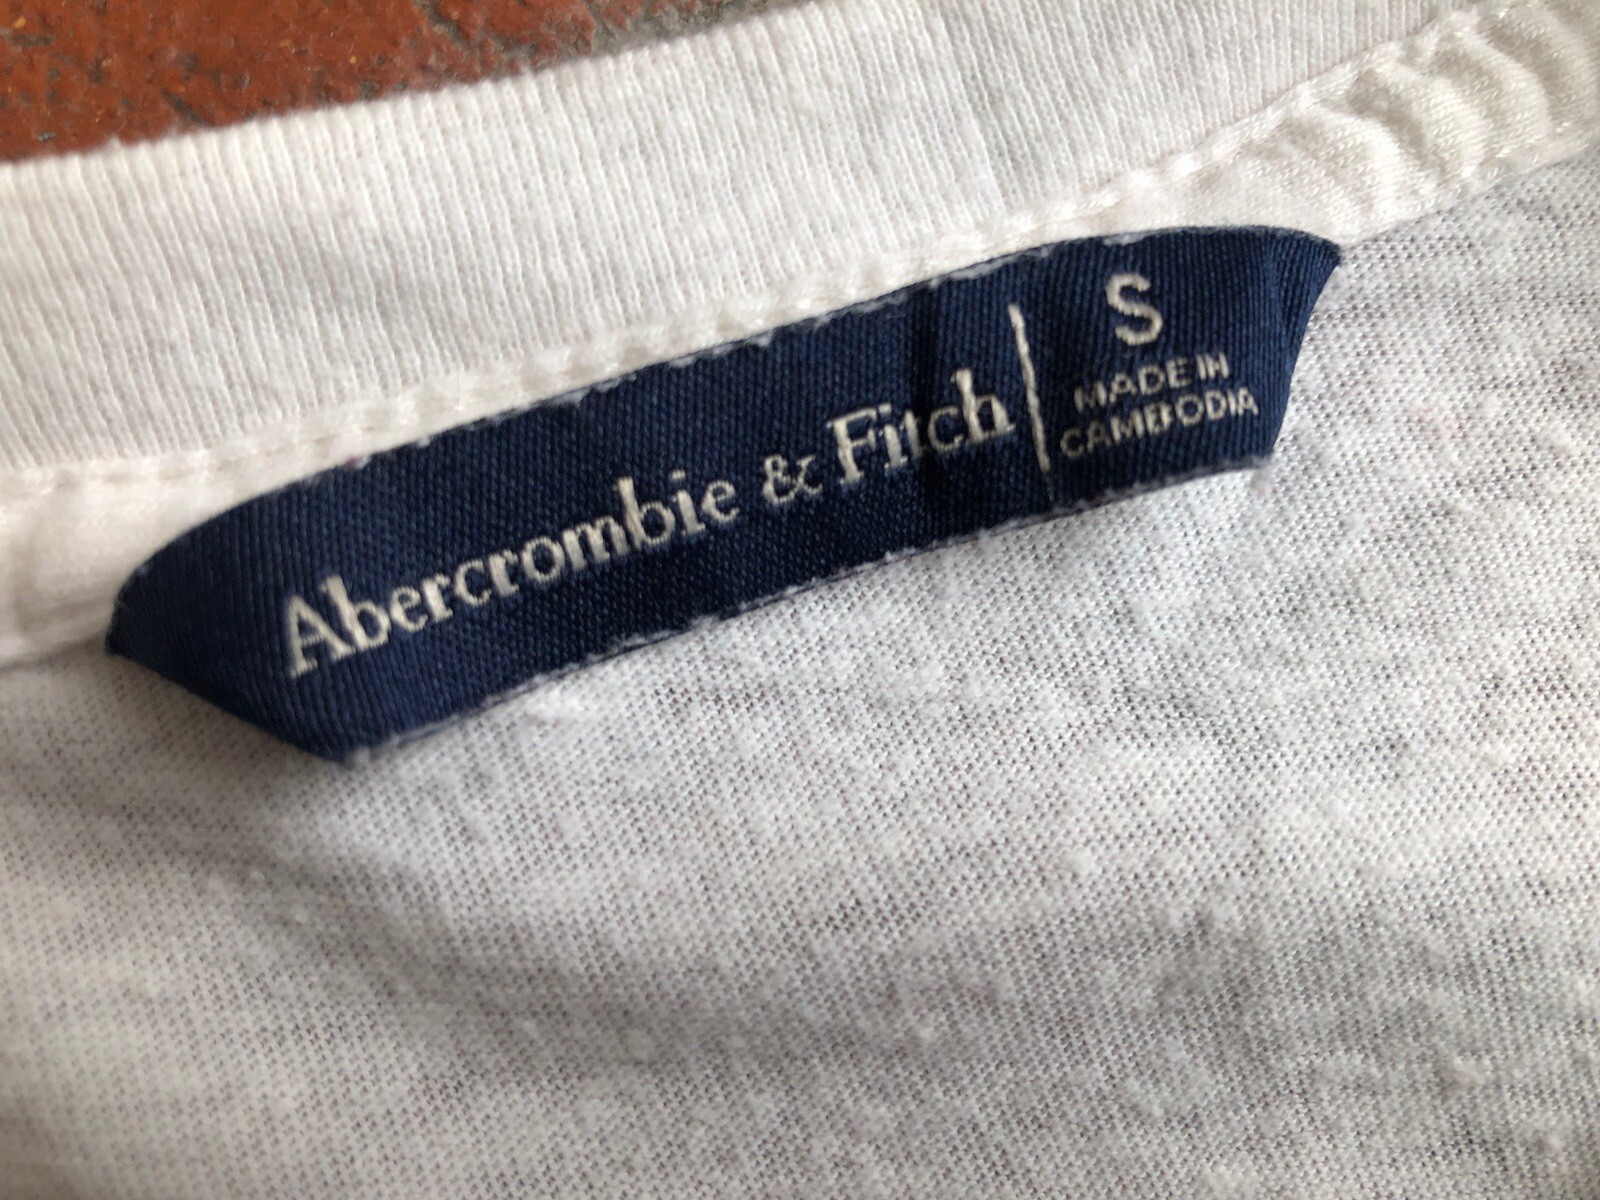 Abercrombie & Fitch
S
MADE IN
CAMBODIA